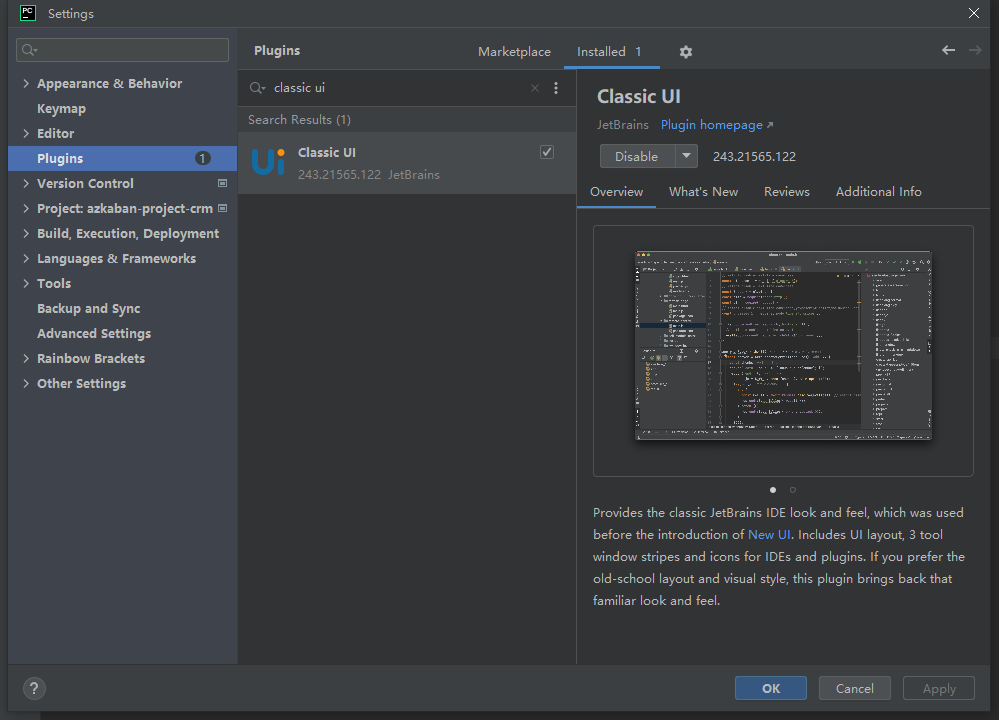 PC
Settings
Plugins
Marketplace
Installed 1
Appearance & Behavior
Keymap
Editor
Plugins 1
Version Control
Project: azkaban-project-crm
Build, Execution, Deployment
Languages & Frameworks
Tools
Backup and Sync
Advanced Settings
Rainbow Brackets
Other Settings
classic ui
Search Results (1)
Ui
Classic UI
243.21565.122 JetBrains
Classic UI
JetBrains Plugin homepage
Disable 243.21565.122
Overview What's New Reviews Additional Info
Provides the classic JetBrains IDE look and feel, which was used
before the introduction of New UI. Includes UI layout, 3 tool
window stripes and icons for IDEs and plugins. If you prefer the
old-school layout and visual style, this plugin brings back that
familiar look and feel.
?
OK
Cancel
Apply